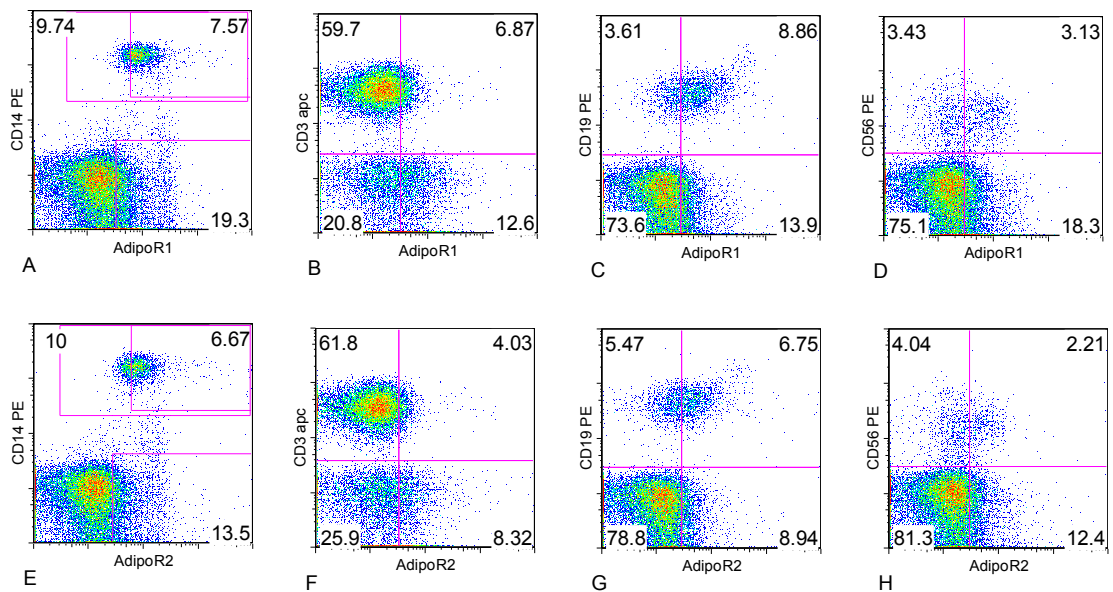 9.74 7.57
CD14 PE
19.3
AdipoR1
A
59.7 6.87
CD3 apc
20.8 12.6
AdipoR1
B
3.61 8.86
CD19 PE
73.6 13.9
AdipoR1
C
3.43 3.13
CD56 PE
75.1 18.3
AdipoR1
D
10 6.67
CD14 PE
13.5
AdipoR2
E
61.8 4.03
CD3 apc
25.9 8.32
AdipoR2
F
5.47 6.75
CD19 PE
78.8 8.94
AdipoR2
G
4.04 2.21
CD56 PE
81.3 12.4
AdipoR2
H